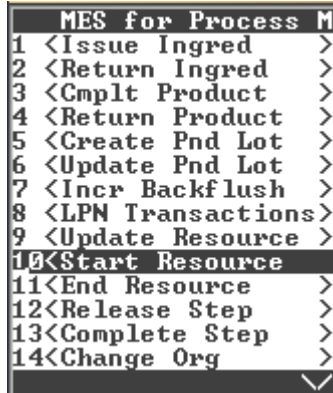 MES for Process M
1 <Issue Ingred >
2 <Return Ingred >
3 <Cmplt Product >
4 <Return Product >
5 <Create Pnd Lot >
6 <Update Pnd Lot >
7 <Incr Backflush >
8 <LPN Transactions>
9 <Update Resource >
10<Start Resource
11<End Resource >
12<Release Step >
13<Complete Step >
14<Change Org >